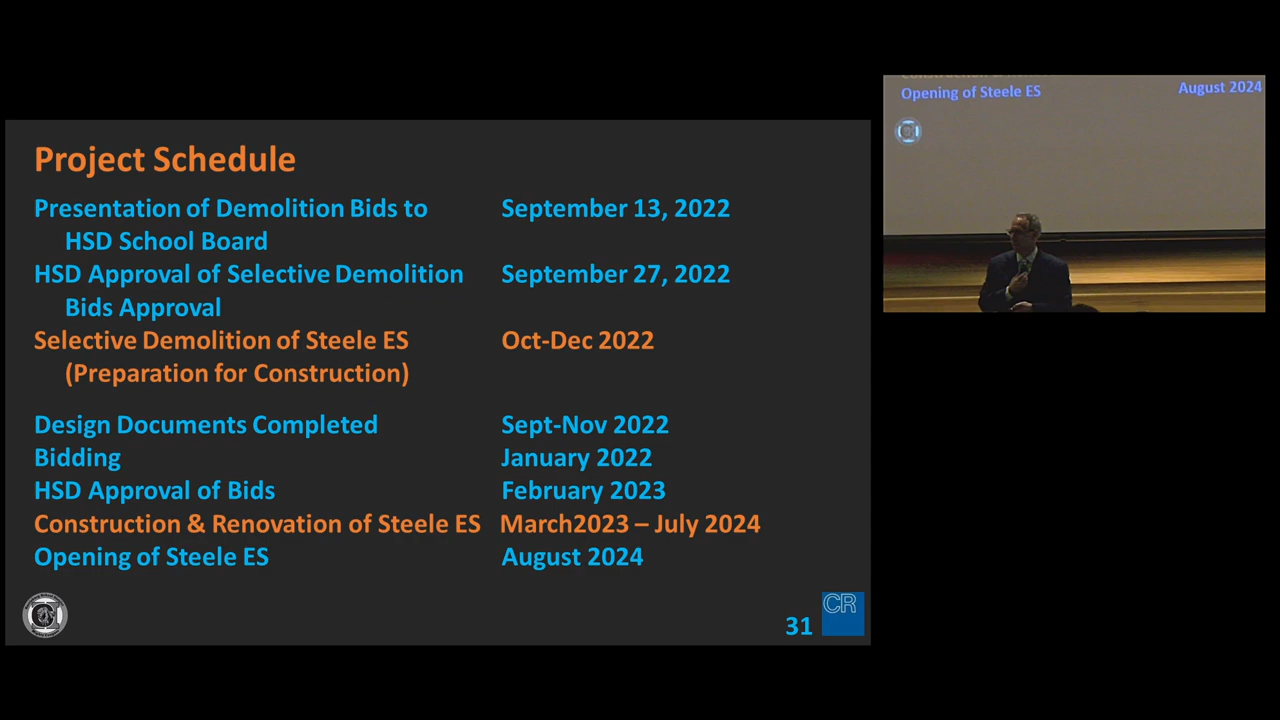 Project Schedule
Presentation of Demolition Bids to September 13, 2022
HSD School Board
HSD Approval of Selective Demolition September 27, 2022
Bids Approval
Selective Demolition of Steele ES Oct-Dec 2022
(Preparation for Construction)
Design Documents Completed Sept-Nov 2022
Bidding January 2022
HSD Approval of Bids February 2023
Construction & Renovation of Steele ES March2023 – July 2024
Opening of Steele ES August 2024
31
CR
Opening of Steele ES August 2024